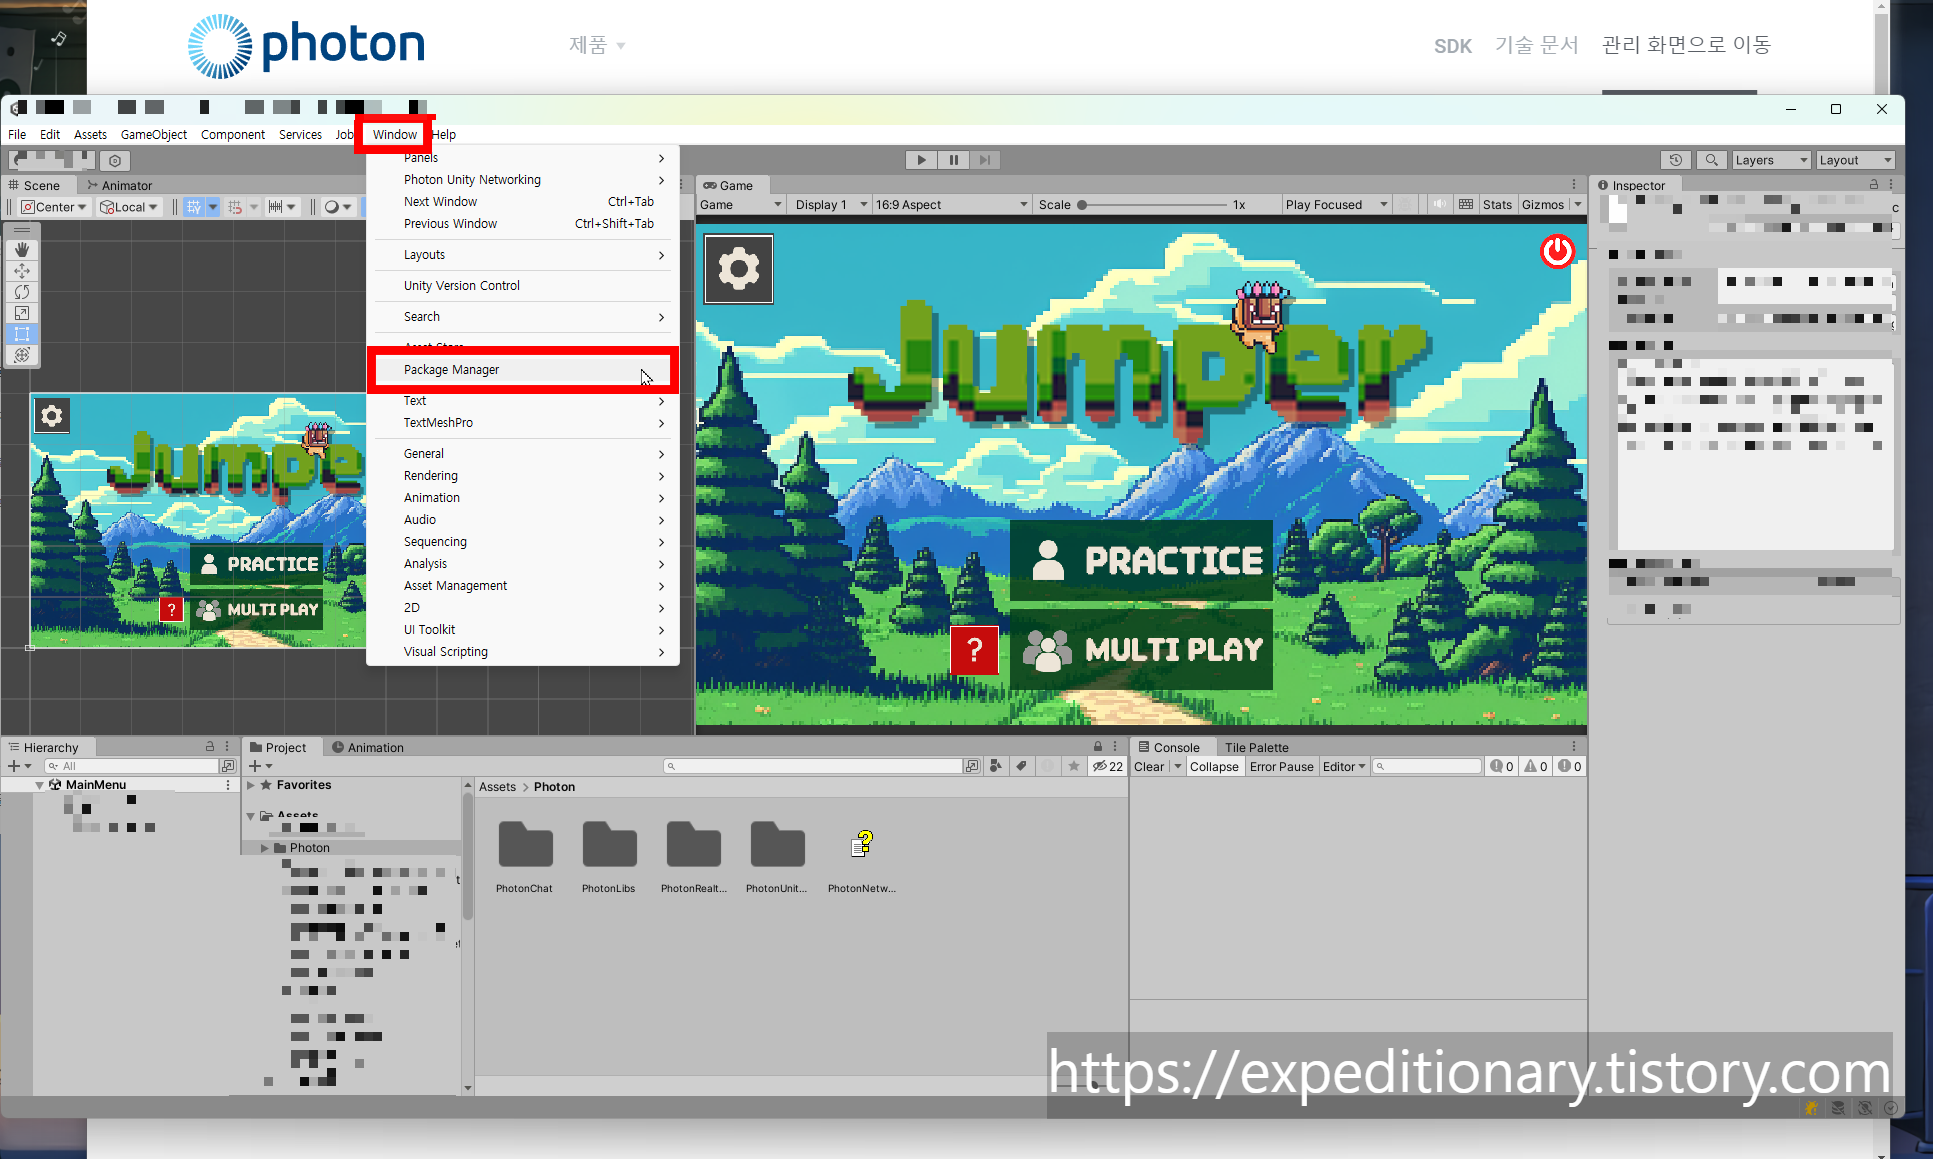 photon
제품
SDK 기술 문서 관리 화면으로 이동
File Edit Assets GameObject Component Services Window Help
Layers Layout
Scene Animator
Center Local
Panels
Photon Unity Networking
Next Window Ctrl+Tab
Previous Window Ctrl+Shift+Tab
Layouts
Unity Version Control
Search
Asset Store
Package Manager
Text
TextMeshPro
General
Rendering
Animation
Audio
Sequencing
Analysis
Asset Management
2D
UI Toolkit
Visual Scripting
Game
Game Display 1 16:9 Aspect Scale 1x Play Focused Stats Gizmos
Jumper
PRACTICE
? MULTI PLAY
PRACTICE
? MULTI PLAY
Inspector
Hierarchy
All
MainMenu
Project Animation
22
Favorites
Assets
Photon
Assets > Photon
PhotonChat PhotonLibs PhotonRealt... PhotonUnit... PhotonNetw...
Console Tile Palette
Clear Collapse Error Pause Editor 0 0 0
https://expeditionary.tistory.com